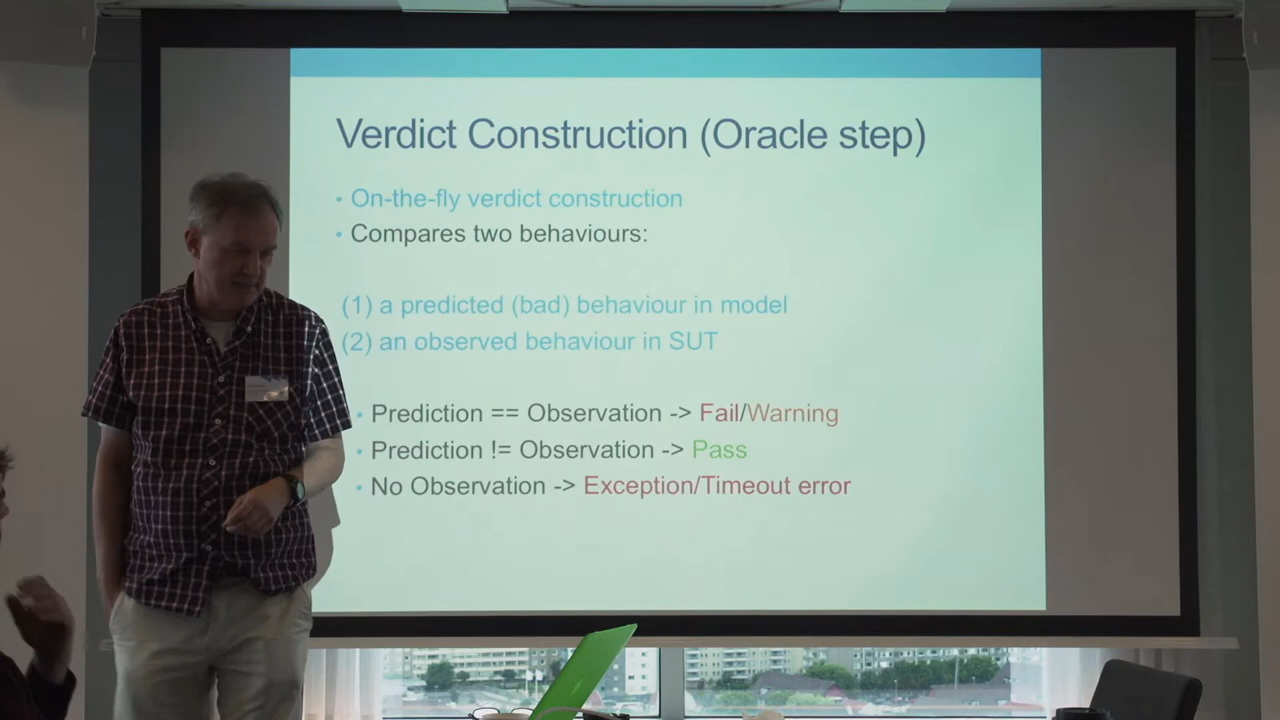 Verdict Construction (Oracle step)
• On-the-fly verdict construction
• Compares two behaviours:
(1) a predicted (bad) behaviour in model
(2) an observed behaviour in SUT
• Prediction == Observation -> Fail/Warning
• Prediction != Observation -> Pass
• No Observation -> Exception/Timeout error